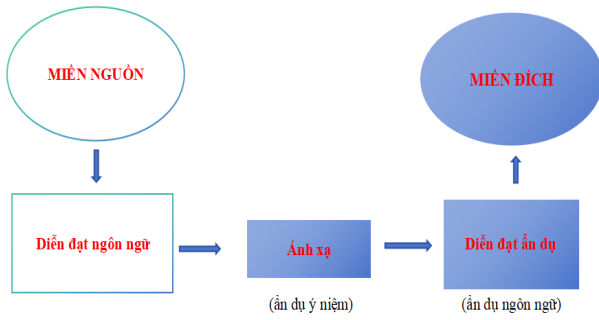 MIỀN NGUỒN
MIỀN ĐÍCH
Diễn đạt ngôn ngữ
Ánh xạ
Diễn đạt ẩn dụ
(ẩn dụ ý niệm)
(ẩn dụ ngôn ngữ)